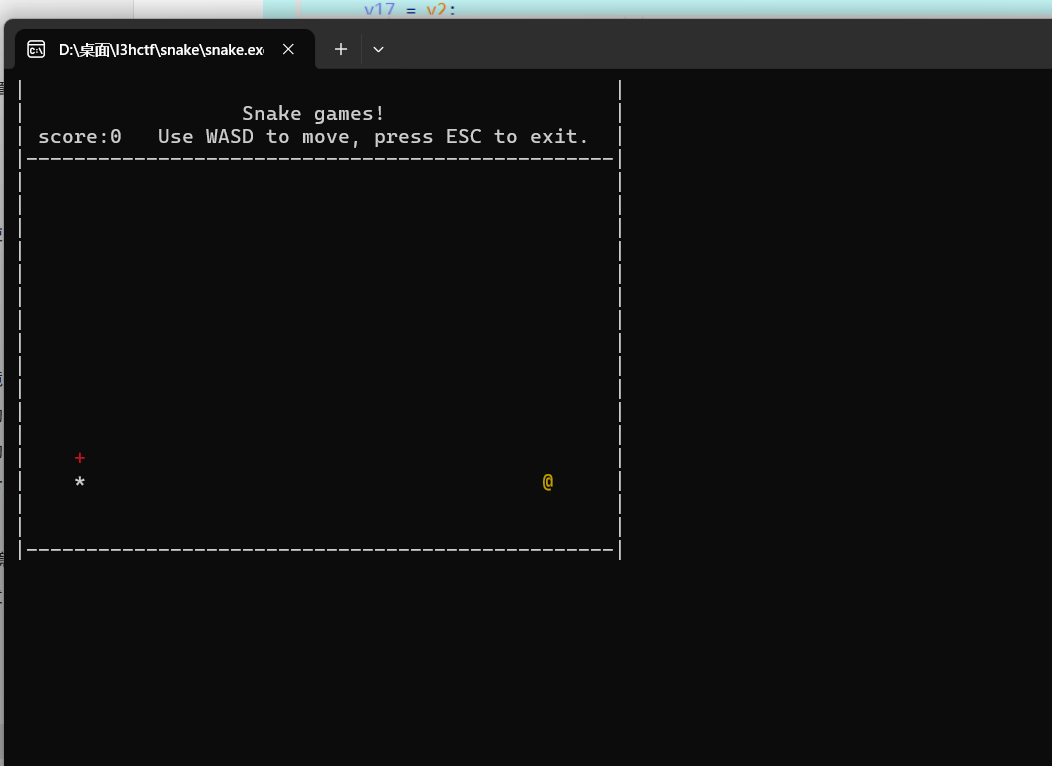 v17 = v2;
D:\桌面\l3hctf\snake\snake.ex
Snake games!
score:0   Use WASD to move, press ESC to exit.
+
*                                      @